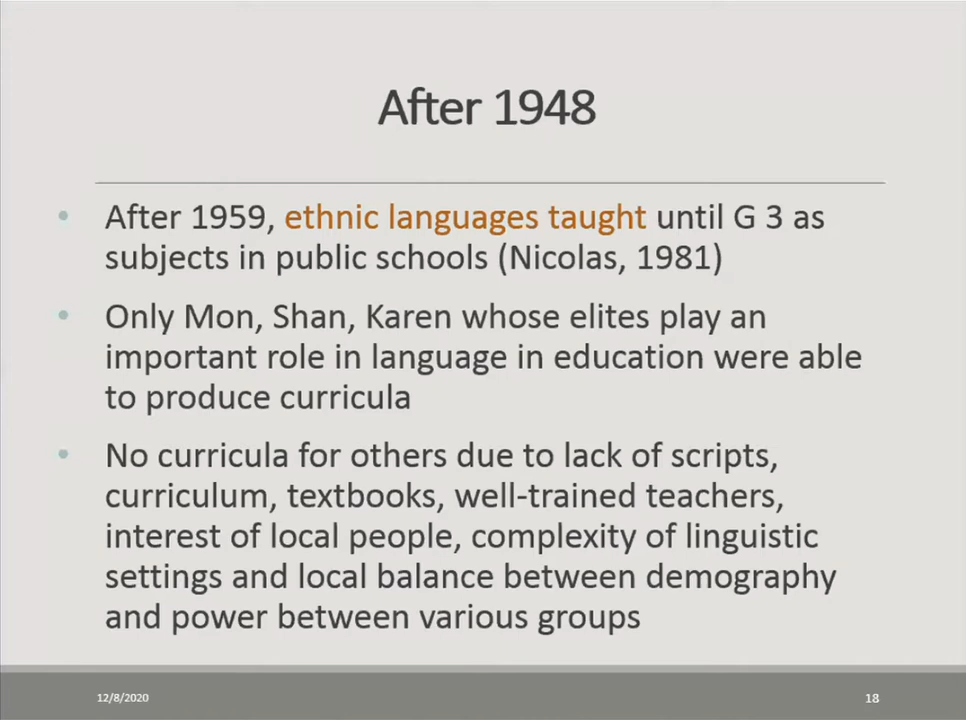 After 1948
• After 1959, ethnic languages taught until G 3 as
subjects in public schools (Nicolas, 1981)
• Only Mon, Shan, Karen whose elites play an
important role in language in education were able
to produce curricula
• No curricula for others due to lack of scripts,
curriculum, textbooks, well-trained teachers,
interest of local people, complexity of linguistic
settings and local balance between demography
and power between various groups
12/8/2020
18